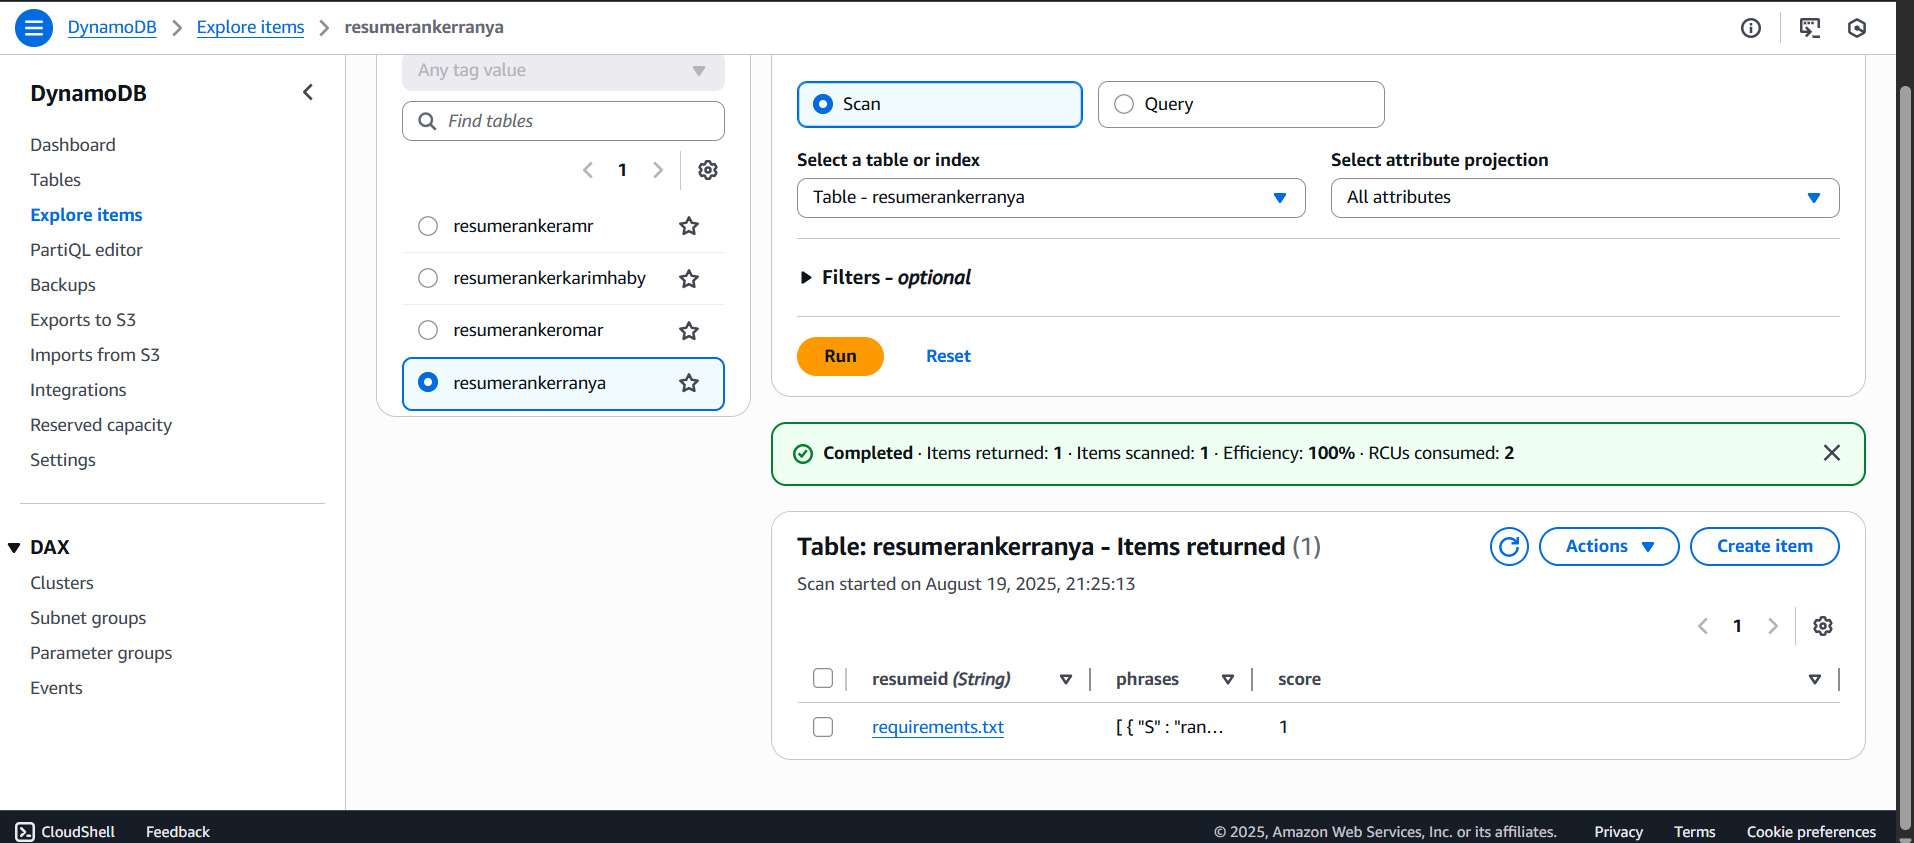 DynamoDB
Explore items
resumerankerranya
DynamoDB
Dashboard
Tables
Explore items
PartiQL editor
Backups
Exports to S3
Imports from S3
Integrations
Reserved capacity
Settings
DAX
Clusters
Subnet groups
Parameter groups
Events
Any tag value
Find tables
1
resumerankeramr
resumerankerkarimhaby
resumerankeromar
resumerankerranya
Scan
Query
Select a table or index
Select attribute projection
Table - resumerankerranya
All attributes
Filters - optional
Run
Reset
Completed · Items returned: 1 · Items scanned: 1 · Efficiency: 100% · RCUs consumed: 2
Table: resumerankerranya - Items returned (1)
Actions
Create item
Scan started on August 19, 2025, 21:25:13
1
resumeid (String)
phrases
score
requirements.txt
[ { "S" : "ran...
1
CloudShell
Feedback
© 2025, Amazon Web Services, Inc. or its affiliates.
Privacy
Terms
Cookie preferences